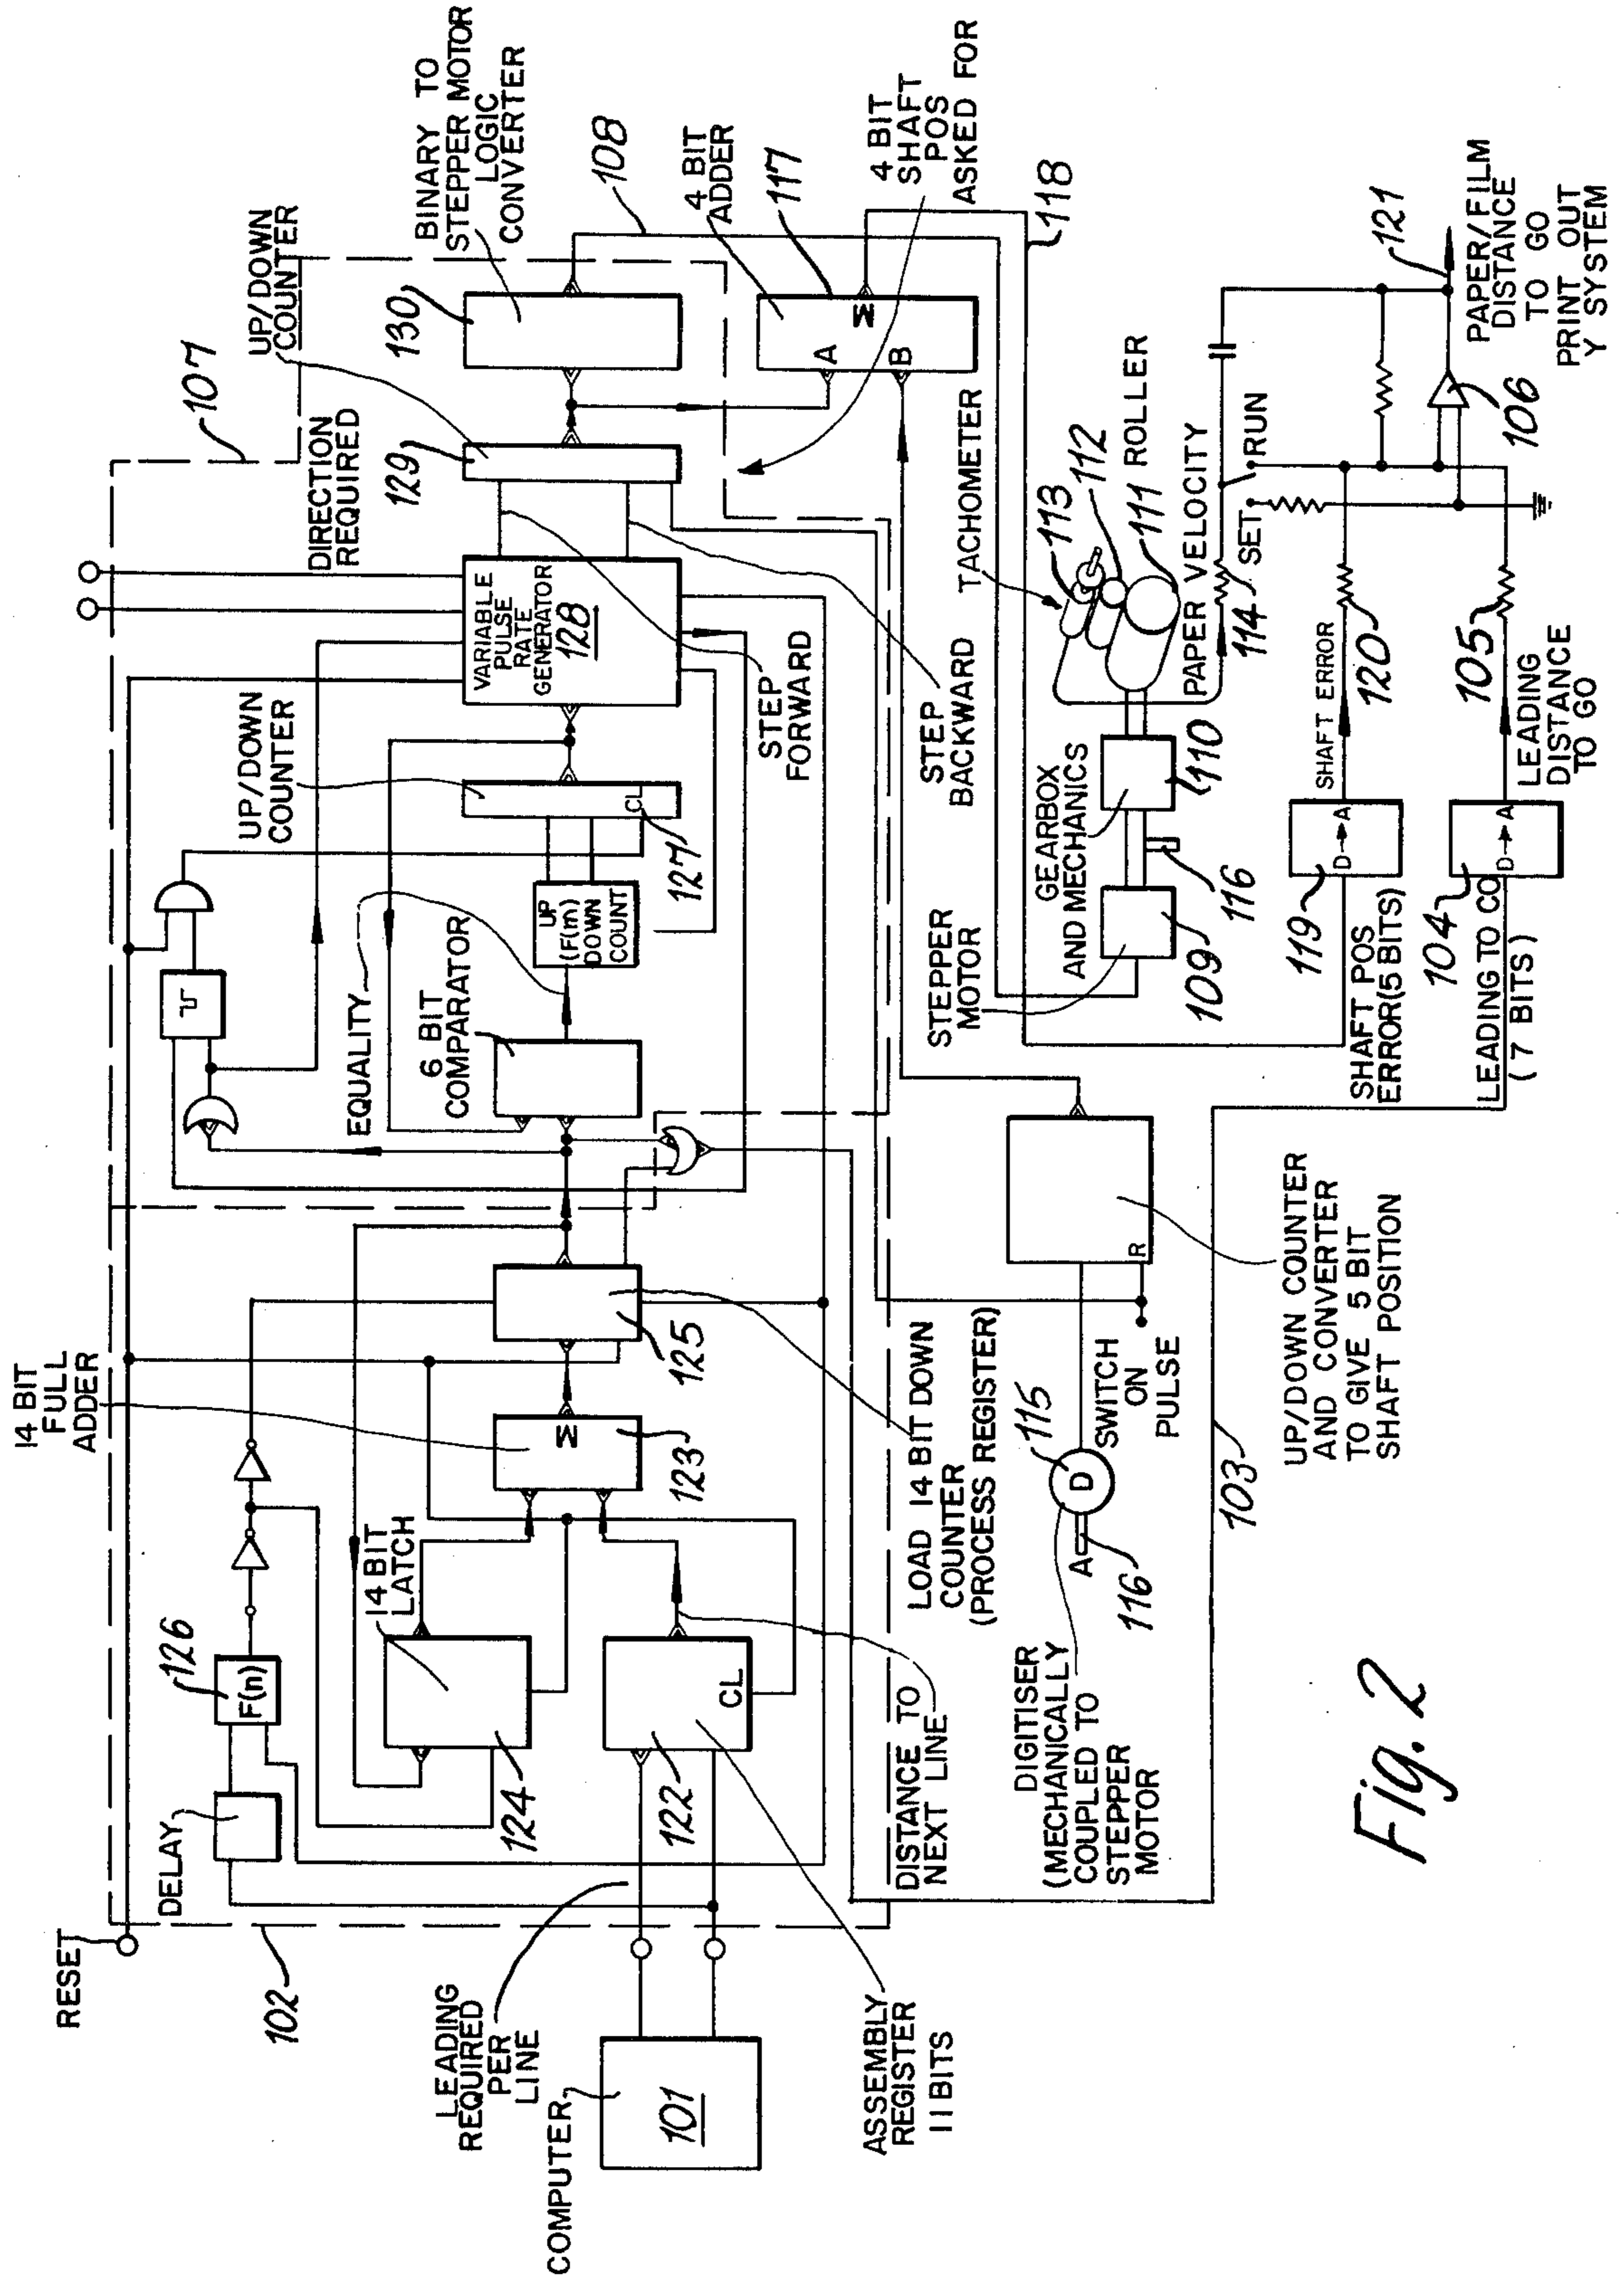 RESET
102
DELAY
126
F(n)
14 BIT
FULL
ADDER
14 BIT
LATCH
124
LEADING
REQUIRED
PER
LINE
COMPUTER
101
122
CL
ASSEMBLY
REGISTER
11 BITS
DISTANCE TO
NEXT LINE
Σ
123
125
LOAD 14 BIT DOWN
COUNTER
(PROCESS REGISTER)
EQUALITY
6 BIT
COMPARATOR
UP
(F(m)
DOWN
COUNT
UP/DOWN
COUNTER
CL
127
107
DIRECTION
REQUIRED
VARIABLE
PULSE
RATE
GENERATOR
128
STEP
FORWARD
STEP
BACKWARD
UP/DOWN
COUNTER
129
130
BINARY TO
STEPPER MOTOR
LOGIC
CONVERTER
108
4 BIT
ADDER
117
A
B
Σ
4 BIT
SHAFT
POS
ASKED FOR
118
DIGITISER
(MECHANICALLY
COUPLED TO
STEPPER
MOTOR
D
115
A
116
SWITCH
ON
PULSE
R
UP/DOWN COUNTER
AND CONVERTER
TO GIVE 5 BIT
SHAFT POSITION
103
STEPPER
MOTOR
109
116
GEARBOX
AND MECHANICS
110
TACHOMETER
113
112
111 ROLLER
PAPER VELOCITY
114
SET
RUN
SHAFT POS
ERROR(5 BITS)
119
D→A
SHAFT ERROR
120
LEADING TO CO
(7 BITS)
104
D→A
LEADING
DISTANCE
TO GO
105
106
121
PAPER/FILM
DISTANCE
TO GO
PRINT OUT
Y SYSTEM
Fig. 2